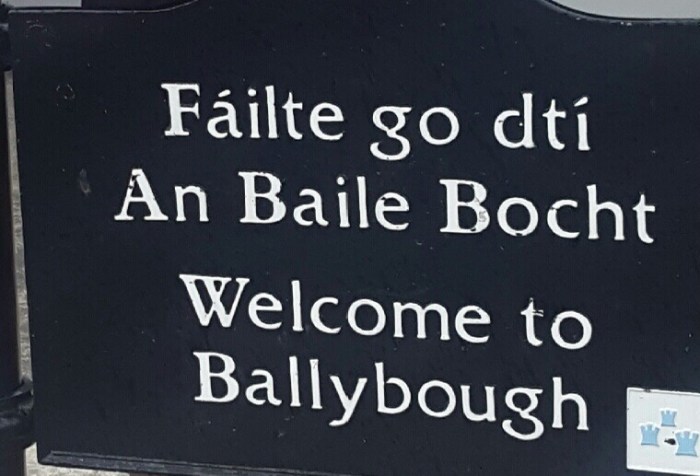 Fáilte go dtí
An Baile Bocht
Welcome to
Ballybough